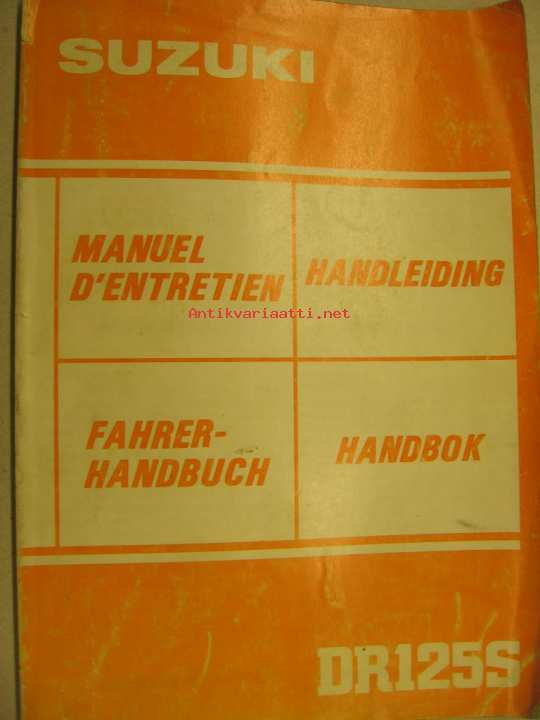 SUZUKI
MANUEL
D'ENTRETIEN
HANDLEIDING
Antikvariaatti.net
FAHRER-
HANDBUCH
HANDBOK
DR125S